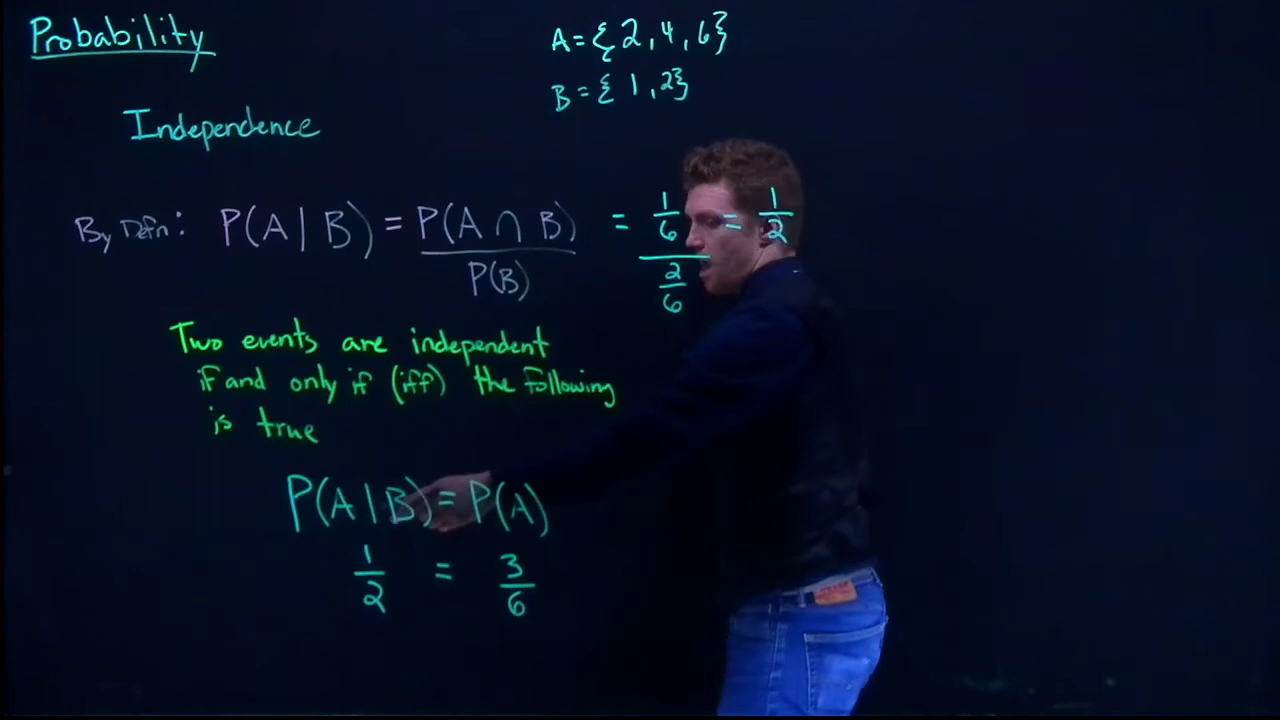 Probability
A = {2, 4, 6}
B = {1, 2}
Independence
By Defn: P(A | B) = P(A ∩ B) / P(B) = 1/6 / 2/6 = 1/2
Two events are independent
if and only if (iff) the following
is true
P(A | B) = P(A)
1/2 = 3/6